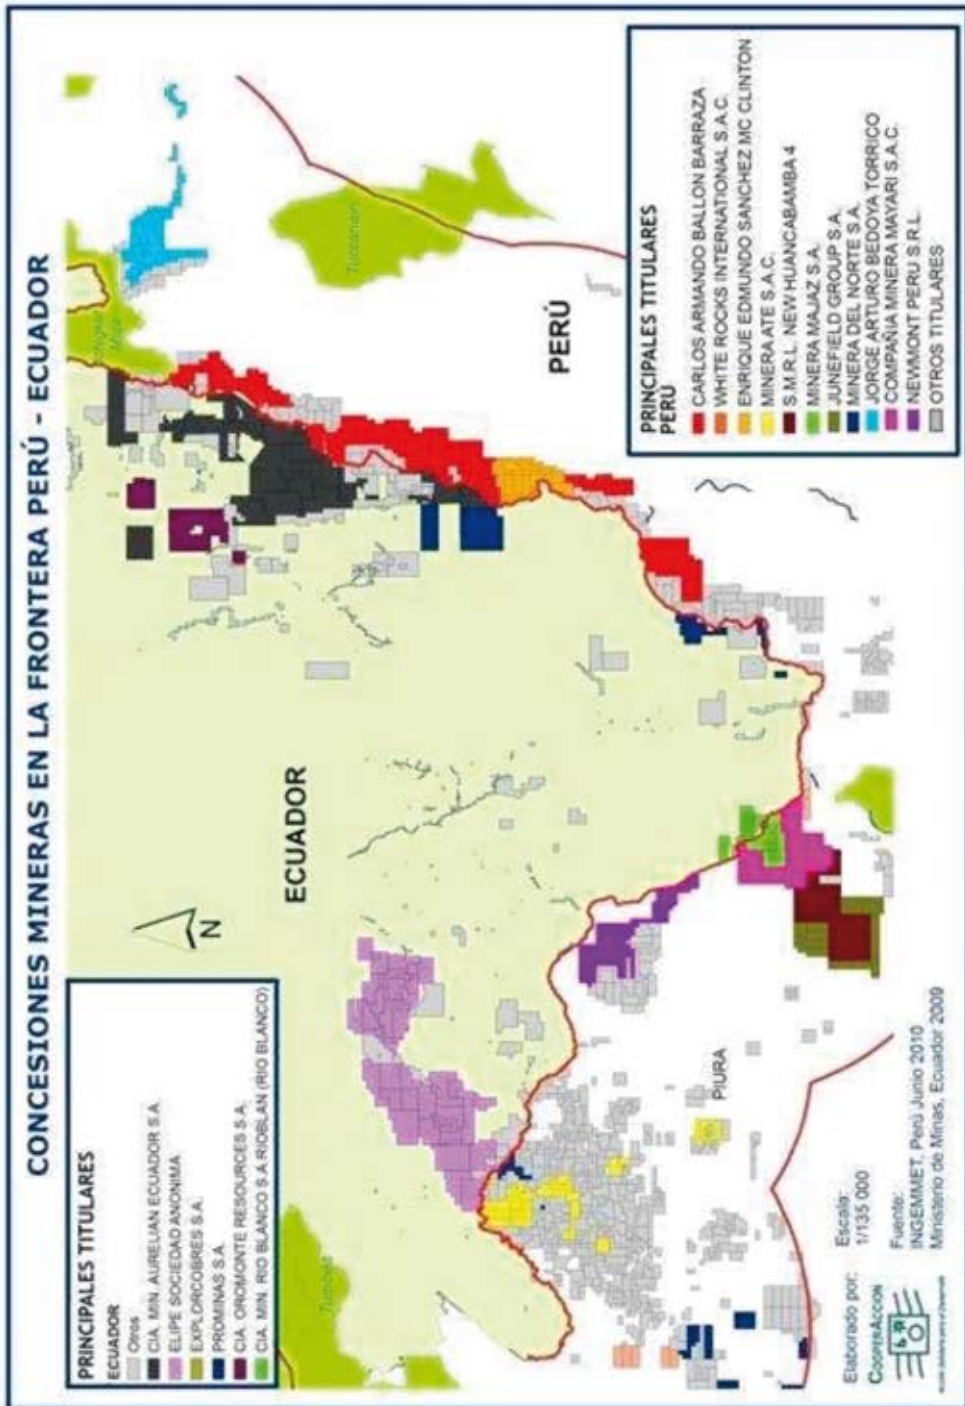 CONCESIONES MINERAS EN LA FRONTERA PERÚ - ECUADOR
PRINCIPALES TITULARES
ECUADOR
Otros
CIA. MIN. AURELIAN ECUADOR S.A.
ELIPE SOCIEDAD ANONIMA
EXPLORCOBRES S.A.
PROMINAS S.A.
CIA. OROMONTE RESOURCES S.A.
CIA. MIN. RIO BLANCO S.A RIOBLAN (RIO BLANCO)
N
ECUADOR
PERÚ
Tumbes
PIURA
PRINCIPALES TITULARES
PERÚ
CARLOS ARMANDO BALLON BARRAZA
WHITE ROCKS INTERNATIONAL S.A.C.
ENRIQUE EDMUNDO SANCHEZ MC CLINTON
MINERA ATE S.A.C.
S.M.R.L. NEW HUANCABAMBA 4
MINERA MAJAZ S.A.
JUNEFIELD GROUP S.A.
MINERA DEL NORTE S.A.
JORGE ARTURO BEDOYA TORRICO
COMPAÑIA MINERA MAYARI S.A.C.
NEWMONT PERU S.R.L.
OTROS TITULARES
Elaborado por:
COOPERACCION
Escala:
1/135 000
Fuente:
INGEMMET, Perú Junio 2010
Ministerio de Minas, Ecuador 2009